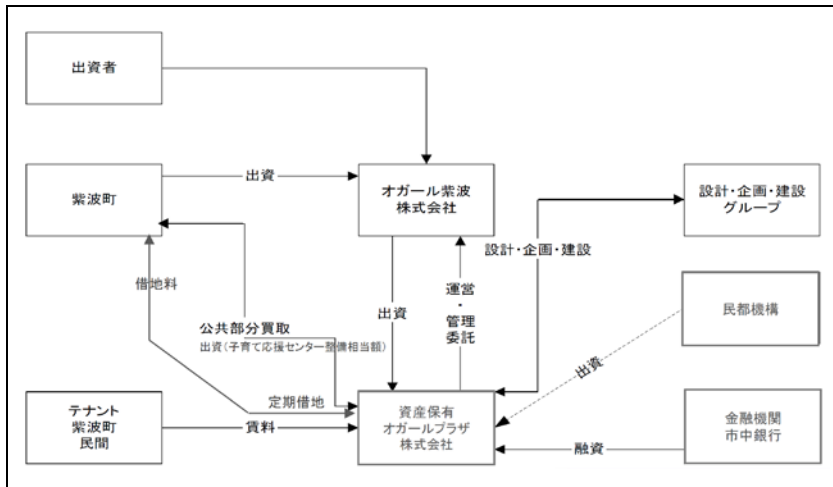 出資者
紫波町
出資
オガール紫波
株式会社
設計・企画・建設
グループ
設計・企画・建設
借地料
出資
運営
・
管理
委託
民都機構
公共部分買取
出資(子育て応援センター整備相当額)
出資
定期借地
テナント
紫波町
民間
賃料
資産保有
オガールプラザ
株式会社
融資
金融機関
市中銀行